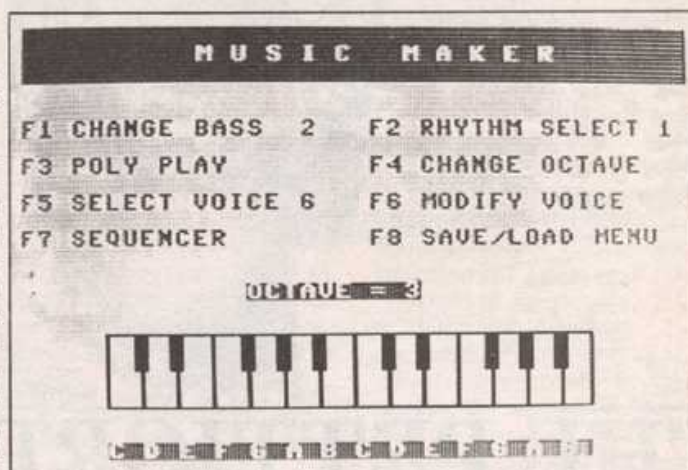 MUSIC MAKER
F1 CHANGE BASS 2 F2 RHYTHM SELECT 1
F3 POLY PLAY F4 CHANGE OCTAVE
F5 SELECT VOICE 6 F6 MODIFY VOICE
F7 SEQUENCER F8 SAVE/LOAD MENU
OCTAVE = 3
C D E F G A B C D E F G A B